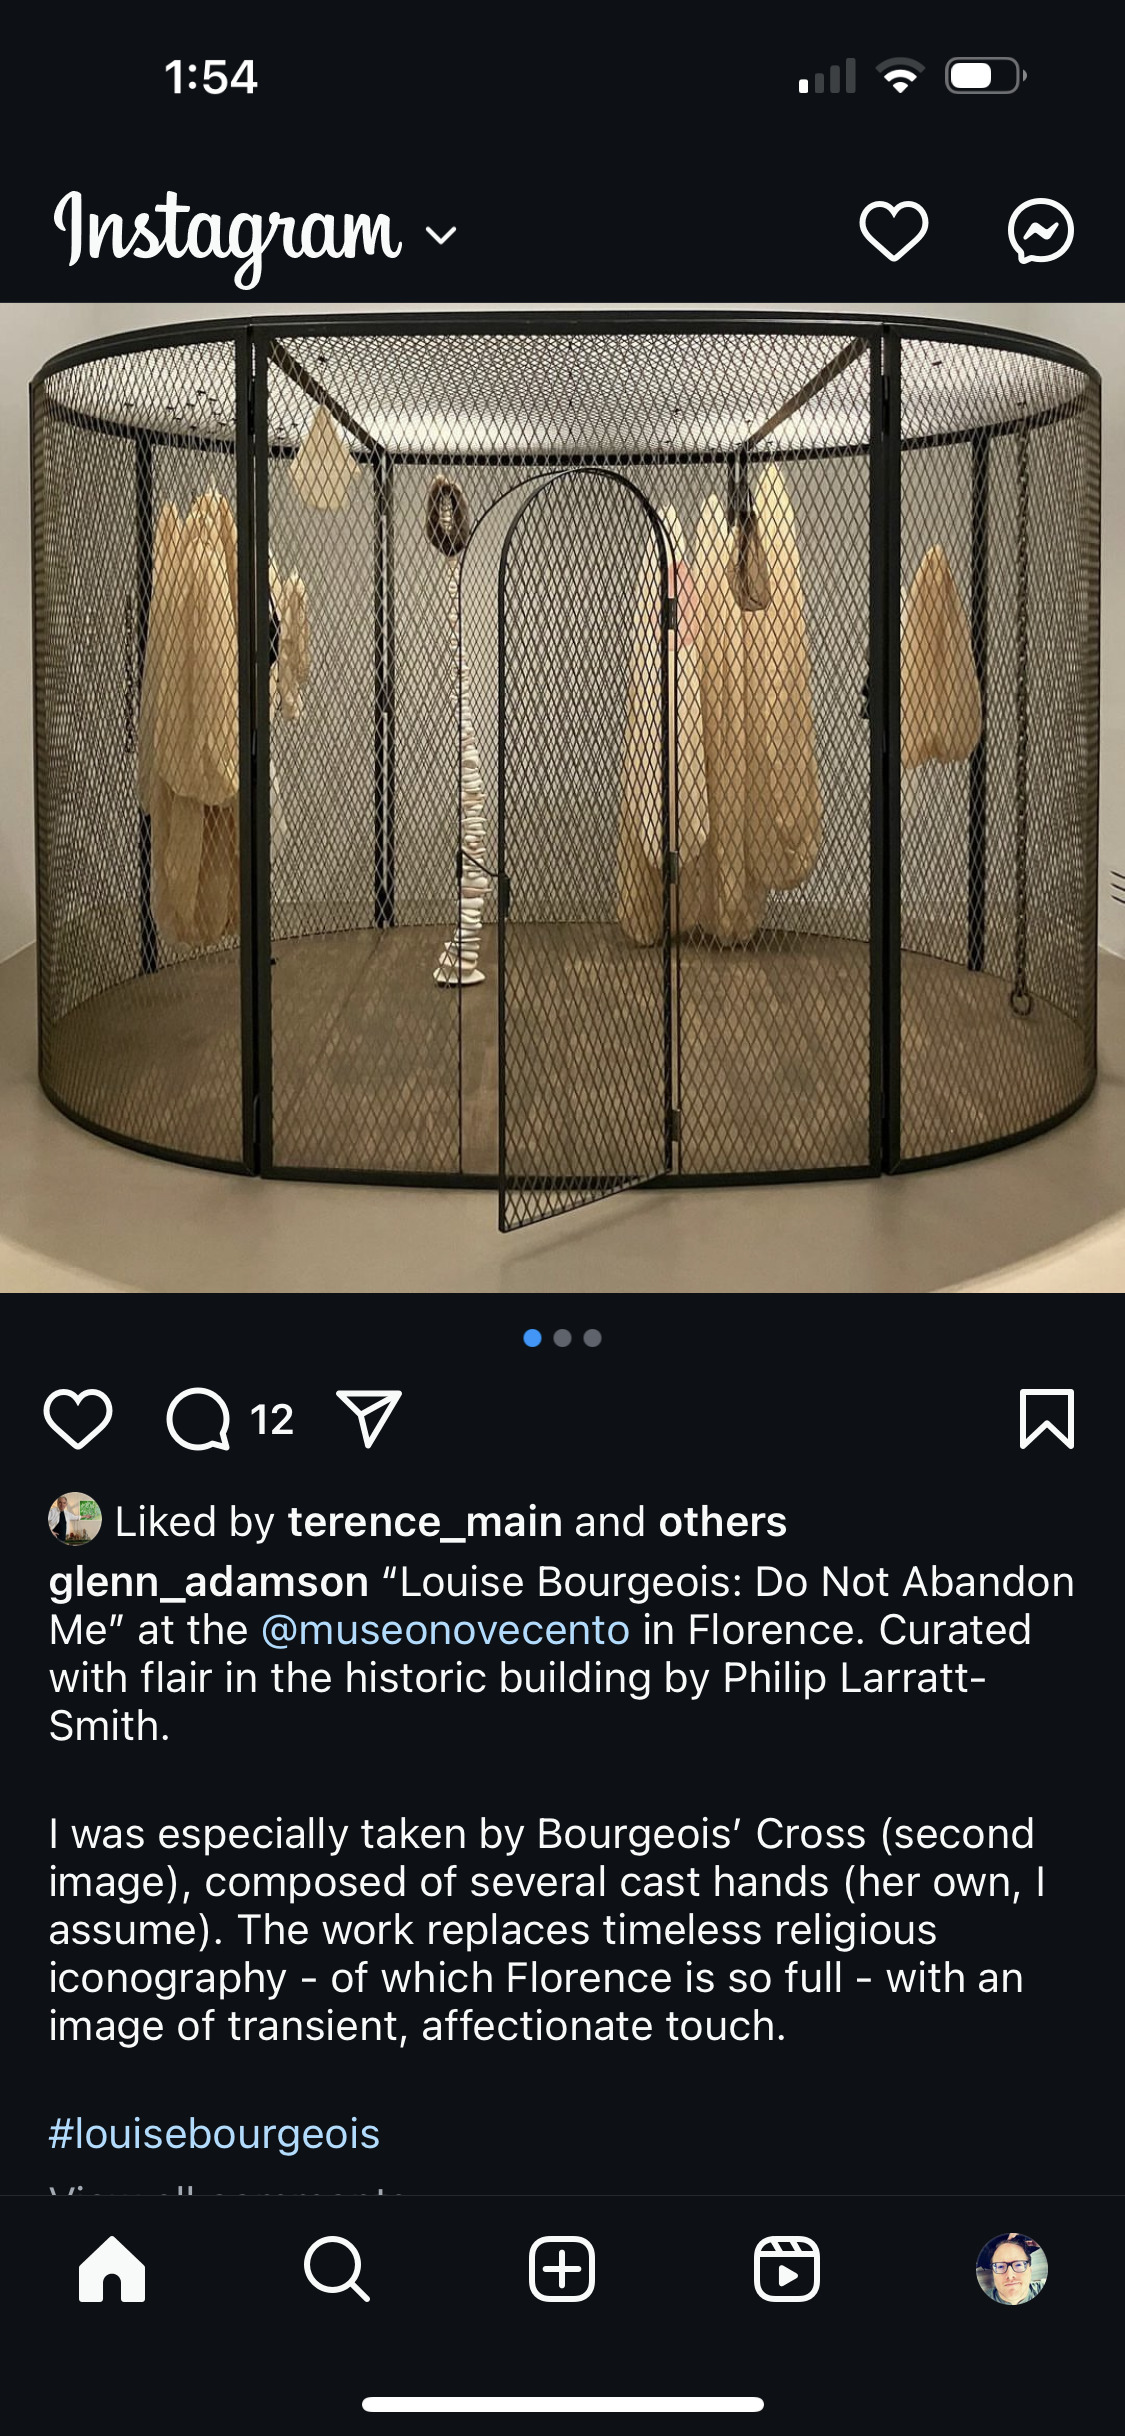 1:54
Instagram
12
Liked by terence_main and others
glenn_adamson “Louise Bourgeois: Do Not Abandon
Me” at the @museonovecento in Florence. Curated
with flair in the historic building by Philip Larratt-
Smith.
I was especially taken by Bourgeois’ Cross (second
image), composed of several cast hands (her own, I
assume). The work replaces timeless religious
iconography - of which Florence is so full - with an
image of transient, affectionate touch.
#louisebourgeois
View all comments